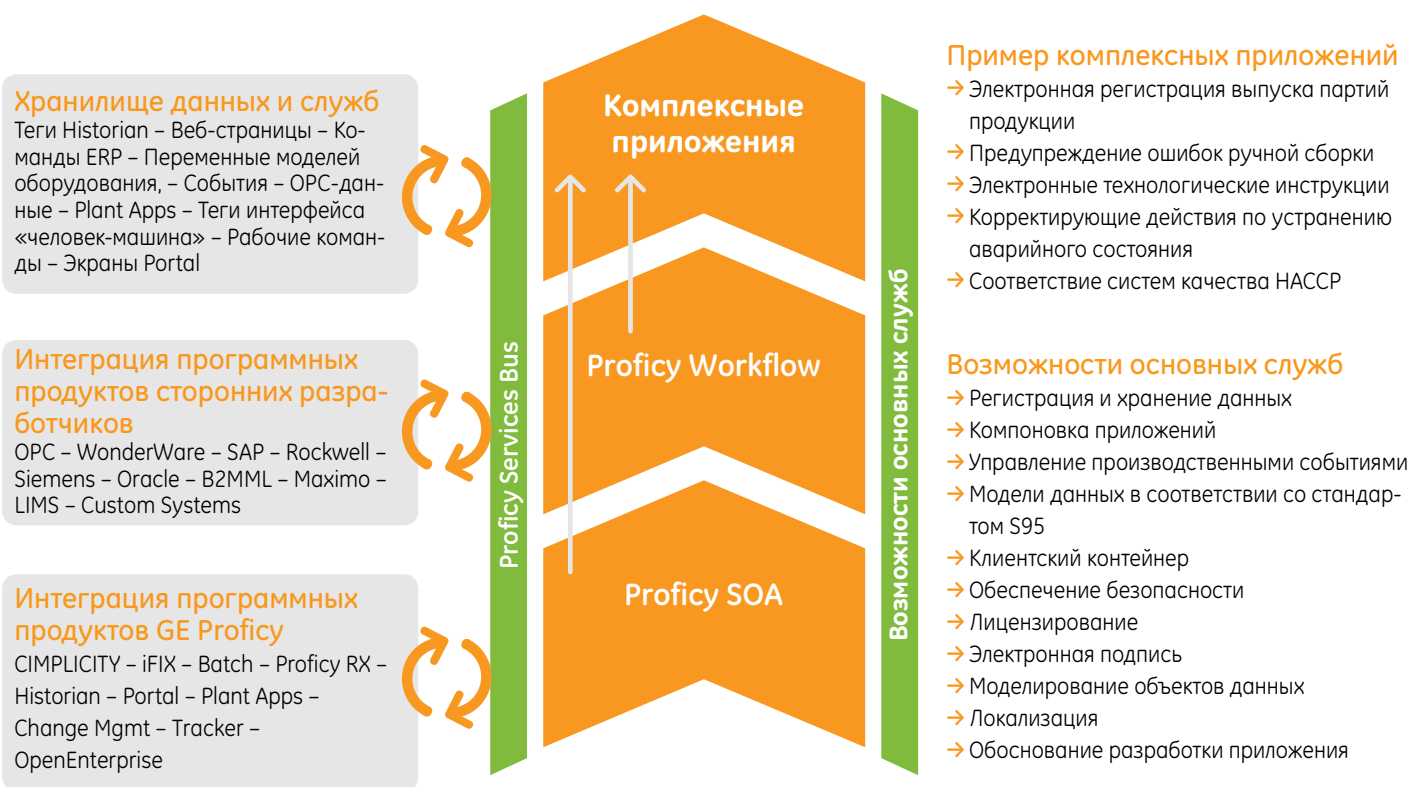 Хранилище данных и служб
Теги Historian – Веб-страницы – Ко-
манды ERP – Переменные моделей
оборудования, – События – OPC-дан-
ные – Plant Apps – Теги интерфейса
«человек-машина» – Рабочие коман-
ды – Экраны Portal
Интеграция программных
продуктов сторонних разра-
ботчиков
OPC – WonderWare – SAP – Rockwell –
Siemens – Oracle – B2MML – Maximo –
LIMS – Custom Systems
Интеграция программных
продуктов GE Proficy
CIMPLICITY – iFIX – Batch – Proficy RX –
Historian – Portal – Plant Apps –
Change Mgmt – Tracker –
OpenEnterprise
Proficy Services Bus
Комплексные
приложения
Proficy Workflow
Proficy SOA
Возможности основных служб
Пример комплексных приложений
→ Электронная регистрация выпуска партий
продукции
→ Предупреждение ошибок ручной сборки
→ Электронные технологические инструкции
→ Корректирующие действия по устранению
аварийного состояния
→ Соответствие систем качества HACCP
Возможности основных служб
→ Регистрация и хранение данных
→ Компоновка приложений
→ Управление производственными событиями
→ Модели данных в соответствии со стандар-
том S95
→ Клиентский контейнер
→ Обеспечение безопасности
→ Лицензирование
→ Электронная подпись
→ Моделирование объектов данных
→ Локализация
→ Обоснование разработки приложения